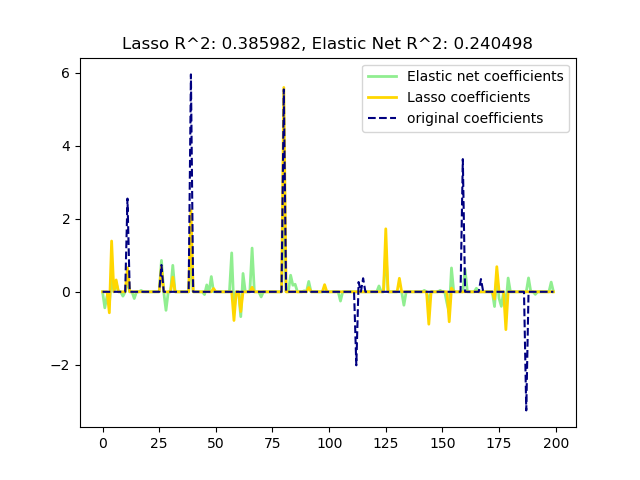 Lasso R^2: 0.385982, Elastic Net R^2: 0.240498
Elastic net coefficients
Lasso coefficients
original coefficients
6
4
2
0
−2
0 25 50 75 100 125 150 175 200